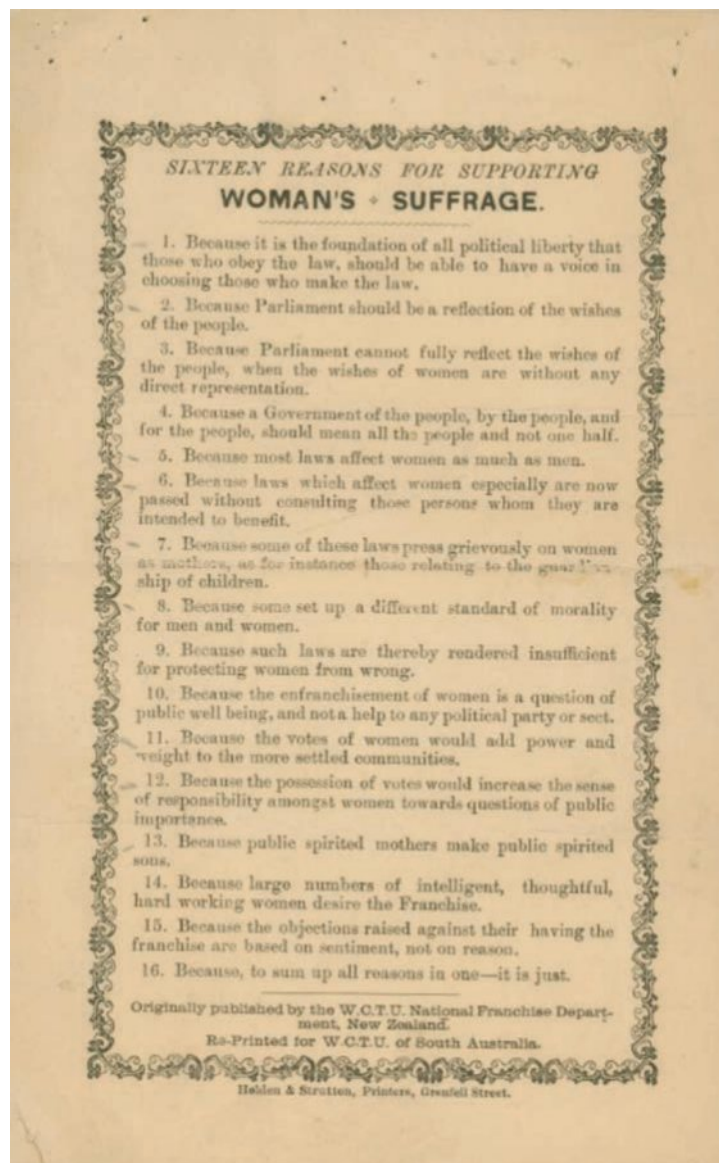 SIXTEEN REASONS FOR SUPPORTING
WOMAN'S SUFFRAGE.
1. Because it is the foundation of all political liberty that
those who obey the law, should be able to have a voice in
choosing those who make the law.
2. Because Parliament should be a reflection of the wishes
of the people.
3. Because Parliament cannot fully reflect the wishes of
the people, when the wishes of women are without any
direct representation.
4. Because a Government of the people, by the people, and
for the people, should mean all the people and not one half.
5. Because most laws affect women as much as men.
6. Because laws which affect women especially are now
passed without consulting those persons whom they are
intended to benefit.
7. Because some of these laws press grievously on women
as mothers, as for instance those relating to the guardian
ship of children.
8. Because some set up a different standard of morality
for men and women.
9. Because such laws are thereby rendered insufficient
for protecting women from wrong.
10. Because the enfranchisement of women is a question of
public well being, and not a help to any political party or sect.
11. Because the votes of women would add power and
weight to the more settled communities.
12. Because the possession of votes would increase the sense
of responsibility amongst women towards questions of public
importance.
13. Because public spirited mothers make public spirited
sons.
14. Because large numbers of intelligent, thoughtful,
hard working women desire the Franchise.
15. Because the objections raised against their having the
franchise are based on sentiment, not on reason.
16. Because, to sum up all reasons in one—it is just.
Originally published by the W.C.T.U. National Franchise Depart-
ment, New Zealand.
Re-Printed for W.C.T.U. of South Australia.
Holden & Strutton, Printers, Grenfell Street.